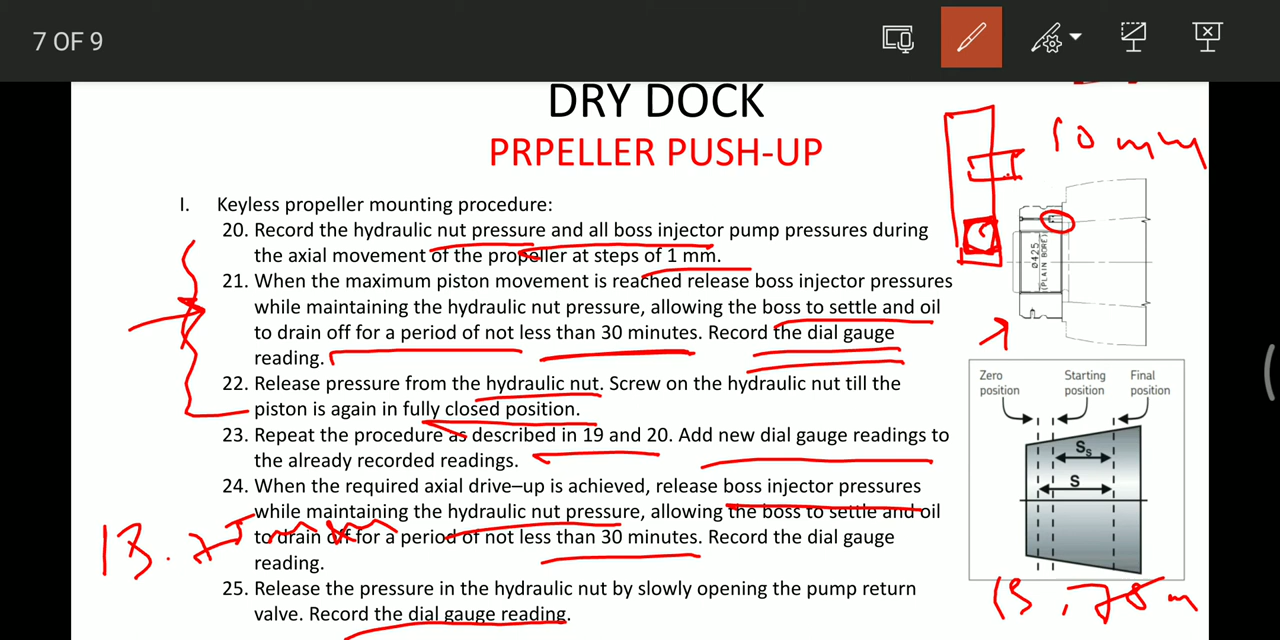 7 OF 9
DRY DOCK
PRPELLER PUSH-UP
I. Keyless propeller mounting procedure:
20. Record the hydraulic nut pressure and all boss injector pump pressures during
the axial movement of the propeller at steps of 1 mm.
21. When the maximum piston movement is reached release boss injector pressures
while maintaining the hydraulic nut pressure, allowing the boss to settle and oil
to drain off for a period of not less than 30 minutes. Record the dial gauge
reading.
22. Release pressure from the hydraulic nut. Screw on the hydraulic nut till the
piston is again in fully closed position.
23. Repeat the procedure as described in 19 and 20. Add new dial gauge readings to
the already recorded readings.
24. When the required axial drive–up is achieved, release boss injector pressures
while maintaining the hydraulic nut pressure, allowing the boss to settle and oil
to drain off for a period of not less than 30 minutes. Record the dial gauge
reading.
25. Release the pressure in the hydraulic nut by slowly opening the pump return
valve. Record the dial gauge reading.
10 mm
ø425
(PLAIN BORE)
Zero
position
Starting
position
Final
position
Ss
S
13.75 mm